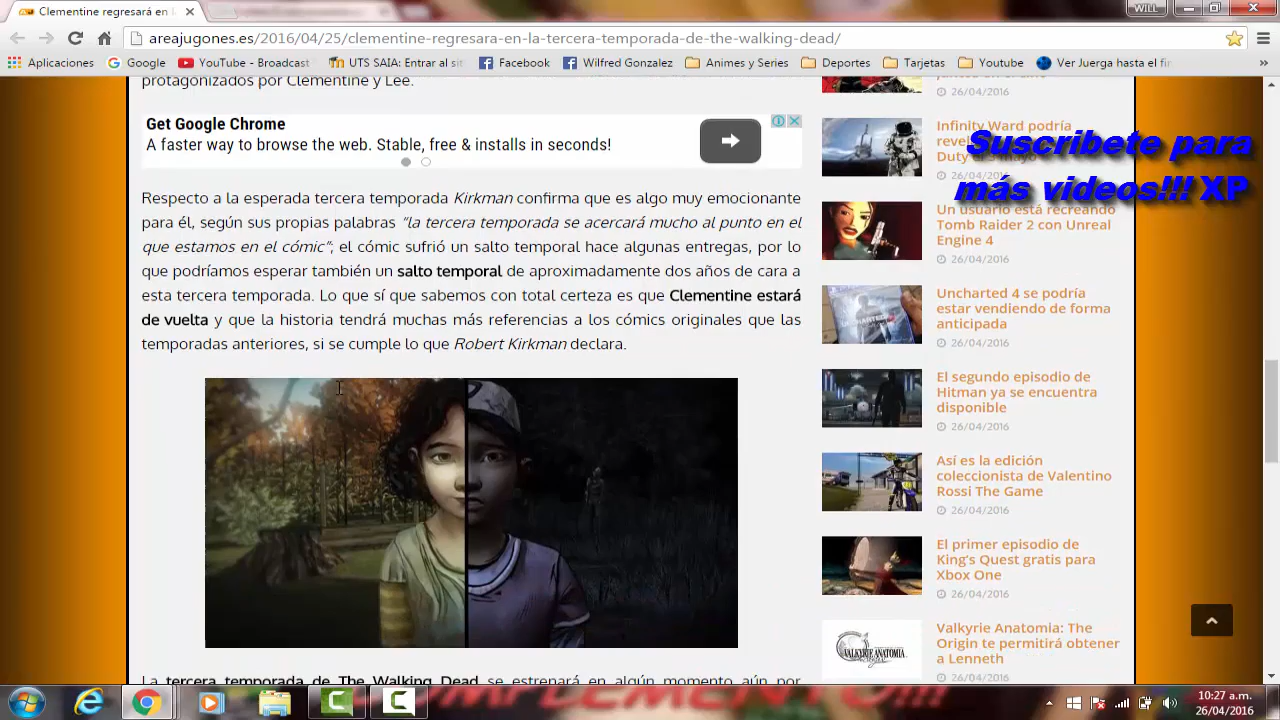 Clementine regresará en l
WILL
areajugones.es/2016/04/25/clementine-regresara-en-la-tercera-temporada-de-the-walking-dead/
Aplicaciones
Google
YouTube - Broadcast
UTS SAIA: Entrar al si
Facebook
Wilfred Gonzalez
Animes y Series
Deportes
Tarjetas
Youtube
Ver Juerga hasta el fin
»
protagonizados por Clementine y Lee.
Get Google Chrome
A faster way to browse the web. Stable, free & installs in seconds!
Respecto a la esperada tercera temporada Kirkman confirma que es algo muy emocionante
para él, según sus palabras, "la tercera temporada se acercará mucho al punto en el
que estamos en el cómic", el cómic sufrió un salto temporal hace algunas entregas, por lo
que podríamos esperar también un salto temporal de aproximadamente dos años de cara a
esta tercera temporada. Lo que sí que sabemos con total certeza es que Clementine estará
de vuelta y que la historia hará muchas más referencias a los cómics originales que las
temporadas anteriores, si se cumple lo que Robert Kirkman declara.
La tercera temporada de The Walking Dead se estrenará en algún momento aún por
26/04/2016
Infinity Ward podría
Duty el 3 mayo
26/04/2016
Suscribete para
más videos!!! XP
Un usuario está recreando
Tomb Raider 2 con Unreal
Engine 4
26/04/2016
Uncharted 4 se podría
estar vendiendo de forma
anticipada
26/04/2016
El segundo episodio de
Hitman ya se encuentra
disponible
26/04/2016
Así es la edición
coleccionista de Valentino
Rossi The Game
26/04/2016
El primer episodio de
King's Quest gratis para
Xbox One
26/04/2016
VALKYRIE ANATOMIA
Valkyrie Anatomia: The
Origin te permitirá obtener
a Lenneth
26/04/2016
10:27 a.m.
26/04/2016